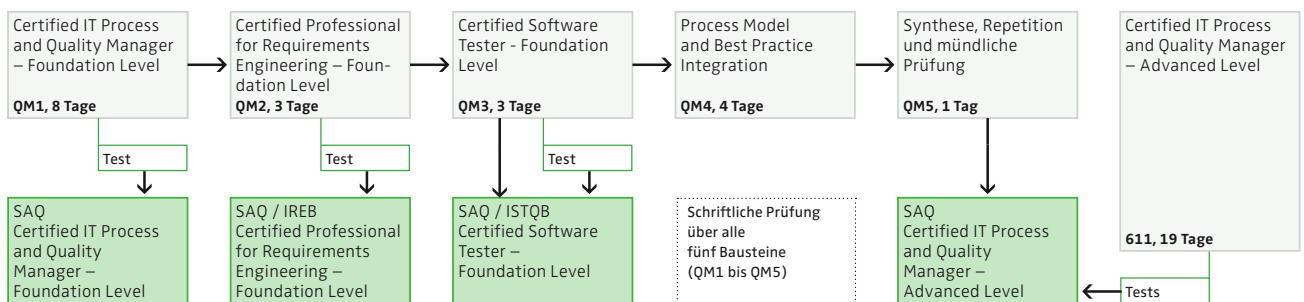 Certified IT Process
and Quality Manager
– Foundation Level
QM1, 8 Tage
Certified Professional
for Requirements
Engineering – Foun-
dation Level
QM2, 3 Tage
Certified Software
Tester - Foundation
Level
QM3, 3 Tage
Process Model
and Best Practice
Integration
QM4, 4 Tage
Synthese, Repetition
und mündliche
Prüfung
QM5, 1 Tag
Certified IT Process
and Quality Manager
– Advanced Level
611, 19 Tage
Test
Test
Test
SAQ
Certified IT Process
and Quality
Manager –
Foundation Level
SAQ / IREB
Certified Professional
for Requirements
Engineering –
Foundation Level
SAQ / ISTQB
Certified Software
Tester –
Foundation Level
Schriftliche Prüfung
über alle
fünf Bausteine
(QM1 bis QM5)
SAQ
Certified IT Process
and Quality
Manager –
Advanced Level
Tests